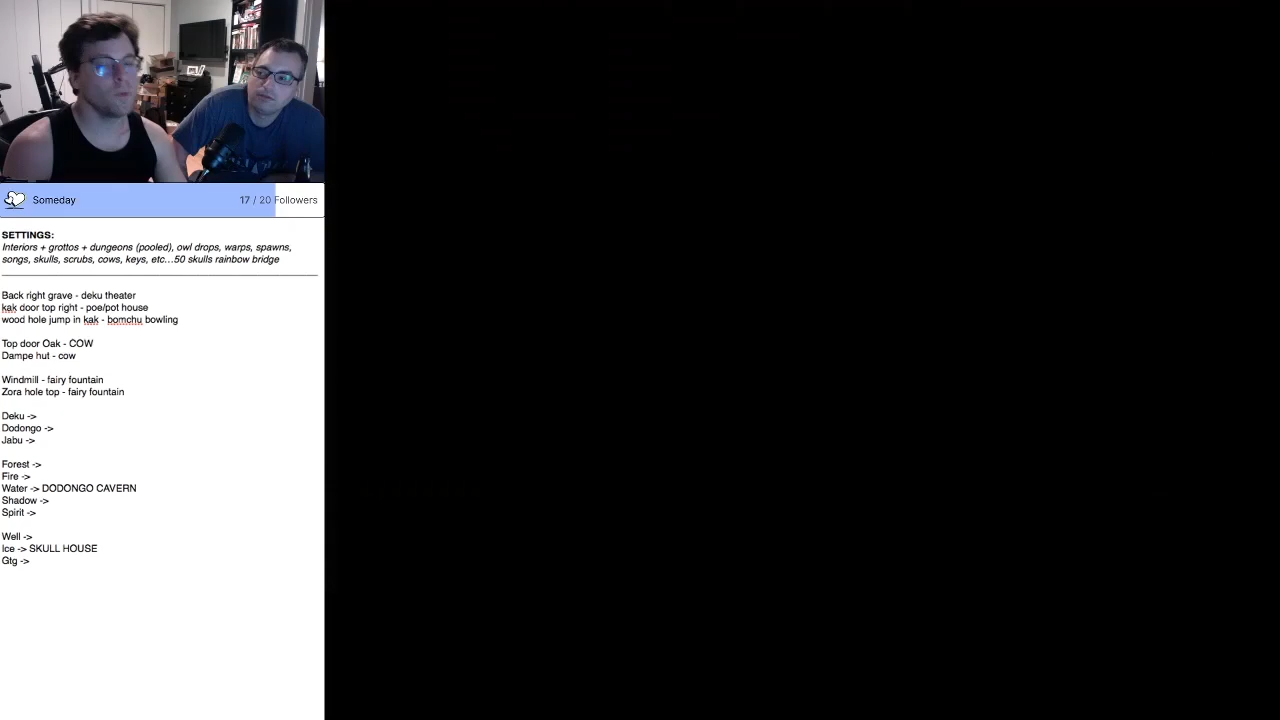 Someday
17 / 20 Followers
SETTINGS:
Interiors + grottos + dungeons (pooled), owl drops, warps, spawns,
songs, skulls, scrubs, cows, keys, etc...50 skulls rainbow bridge
Back right grave - deku theater
kak door top right - poe/pot house
wood hole jump in kak - bomchu bowling
Top door Oak - COW
Dampe hut - cow
Windmill - fairy fountain
Zora hole top - fairy fountain
Deku ->
Dodongo ->
Jabu ->
Forest ->
Fire ->
Water -> DODONGO CAVERN
Shadow ->
Spirit ->
Well ->
Ice -> SKULL HOUSE
Gtg ->